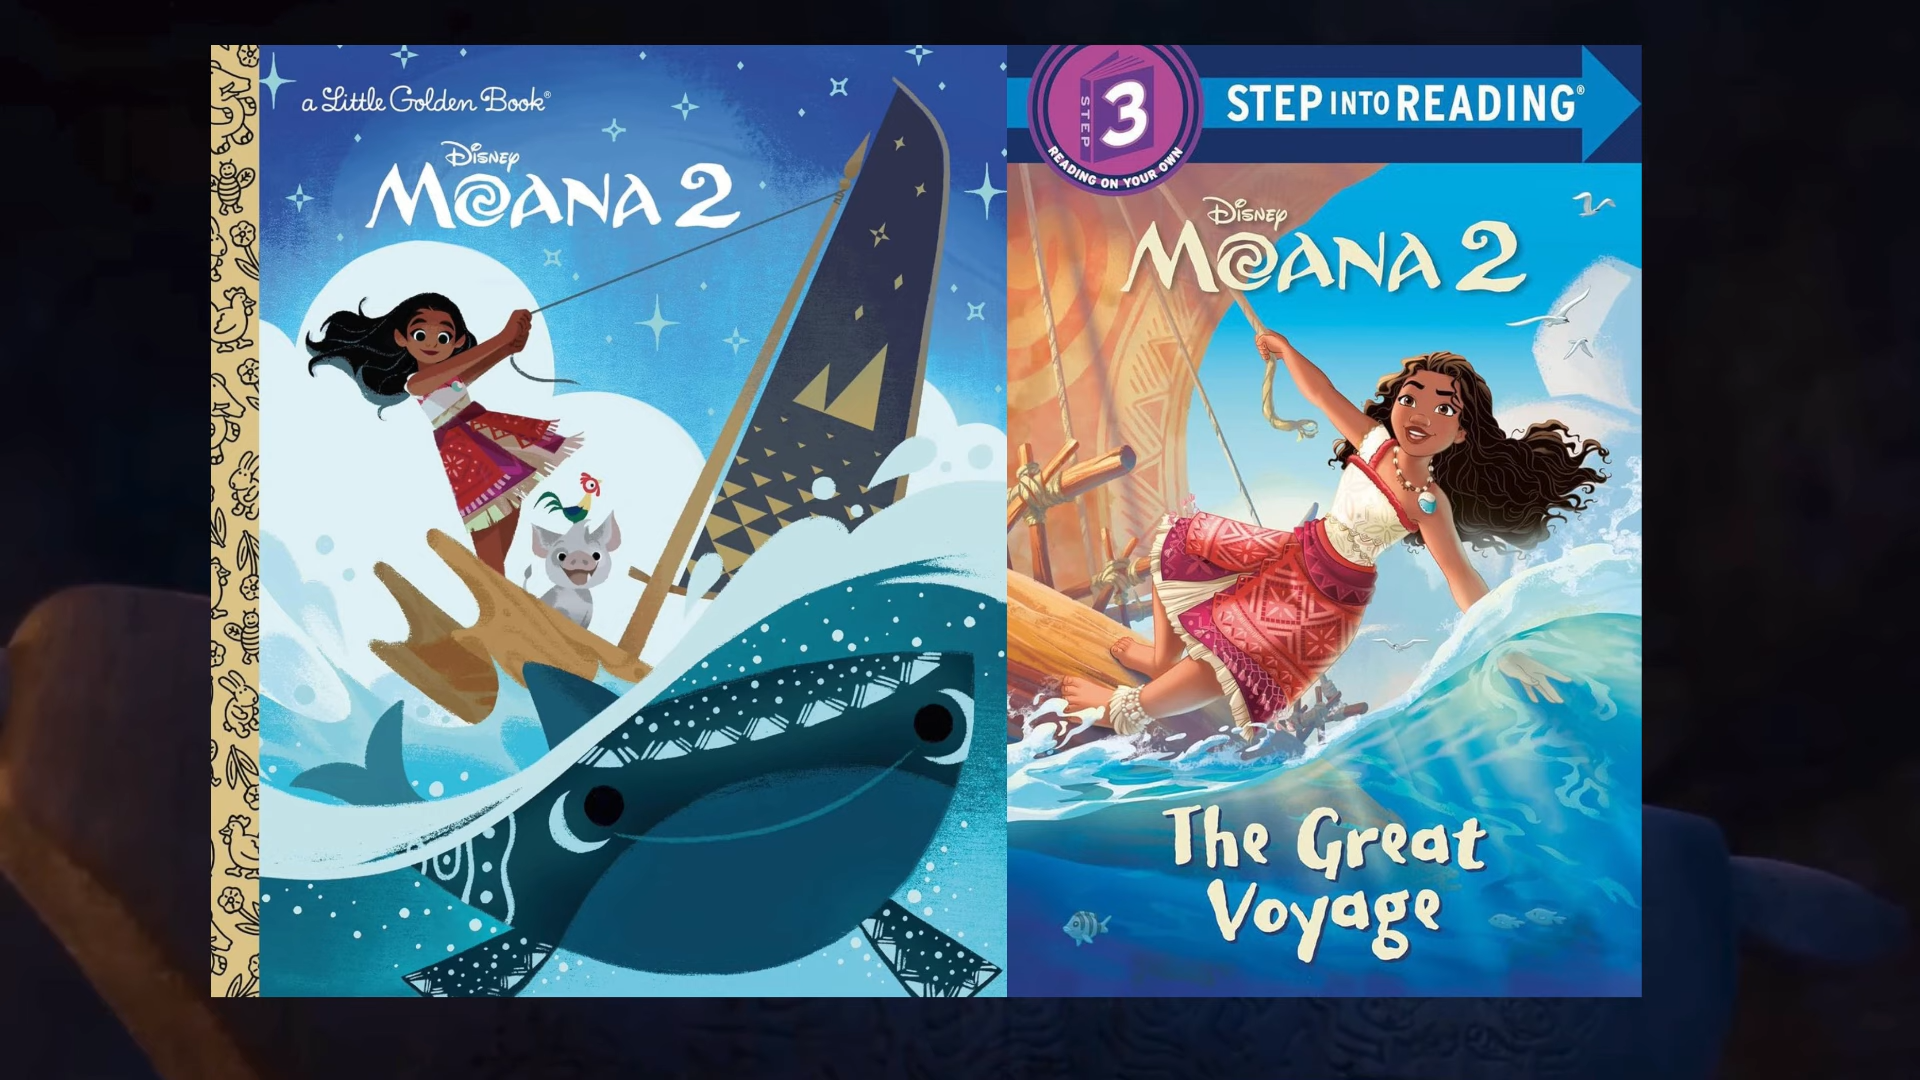 a Little Golden Book®
Disney
MOANA 2
STEP 3
READING ON YOUR OWN
STEP INTO READING®
Disney
MOANA 2
The Great
Voyage